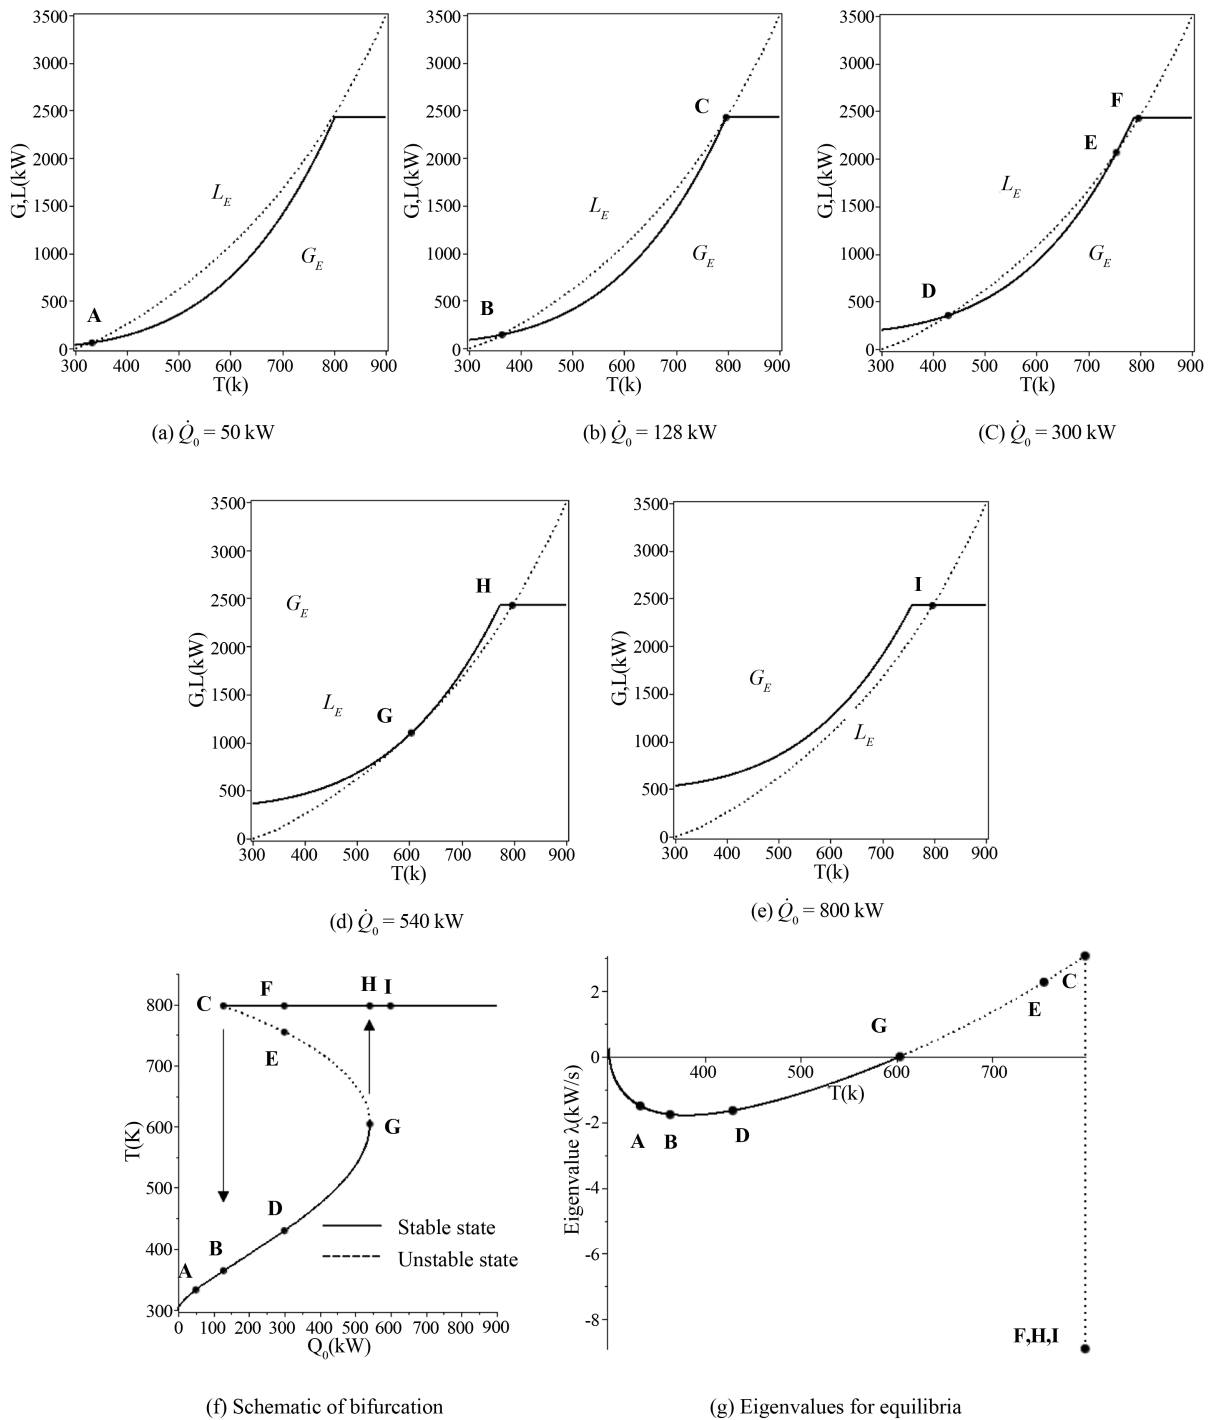 3500
3000
2500
2000
1500
1000
500
0
G,L(kW)
L_E
G_E
A
300 400 500 600 700 800 900
T(k)
(a) Q̇₀ = 50 kW
3500
3000
2500
2000
1500
1000
500
0
G,L(kW)
C
L_E
G_E
B
300 400 500 600 700 800 900
T(k)
(b) Q̇₀ = 128 kW
3500
3000
2500
2000
1500
1000
500
0
G,L(kW)
F
E
L_E
G_E
D
300 400 500 600 700 800 900
T(k)
(C) Q̇₀ = 300 kW
3500
3000
2500
2000
1500
1000
500
0
G,L(kW)
H
G_E
L_E
G
300 400 500 600 700 800 900
T(k)
(d) Q̇₀ = 540 kW
3500
3000
2500
2000
1500
1000
500
0
G,L(kW)
I
G_E
L_E
300 400 500 600 700 800 900
T(k)
(e) Q̇₀ = 800 kW
800
700
600
500
400
300
T(K)
C
F
H
I
E
G
D
B
A
Stable state
Unstable state
0 100 200 300 400 500 600 700 800 900
Q₀(kW)
(f) Schematic of bifurcation
2
0
-2
-4
-6
-8
Eigenvalue λ(kW/s)
G
C
E
400 500 600 700
T(k)
A
B
D
F,H,I
(g) Eigenvalues for equilibria